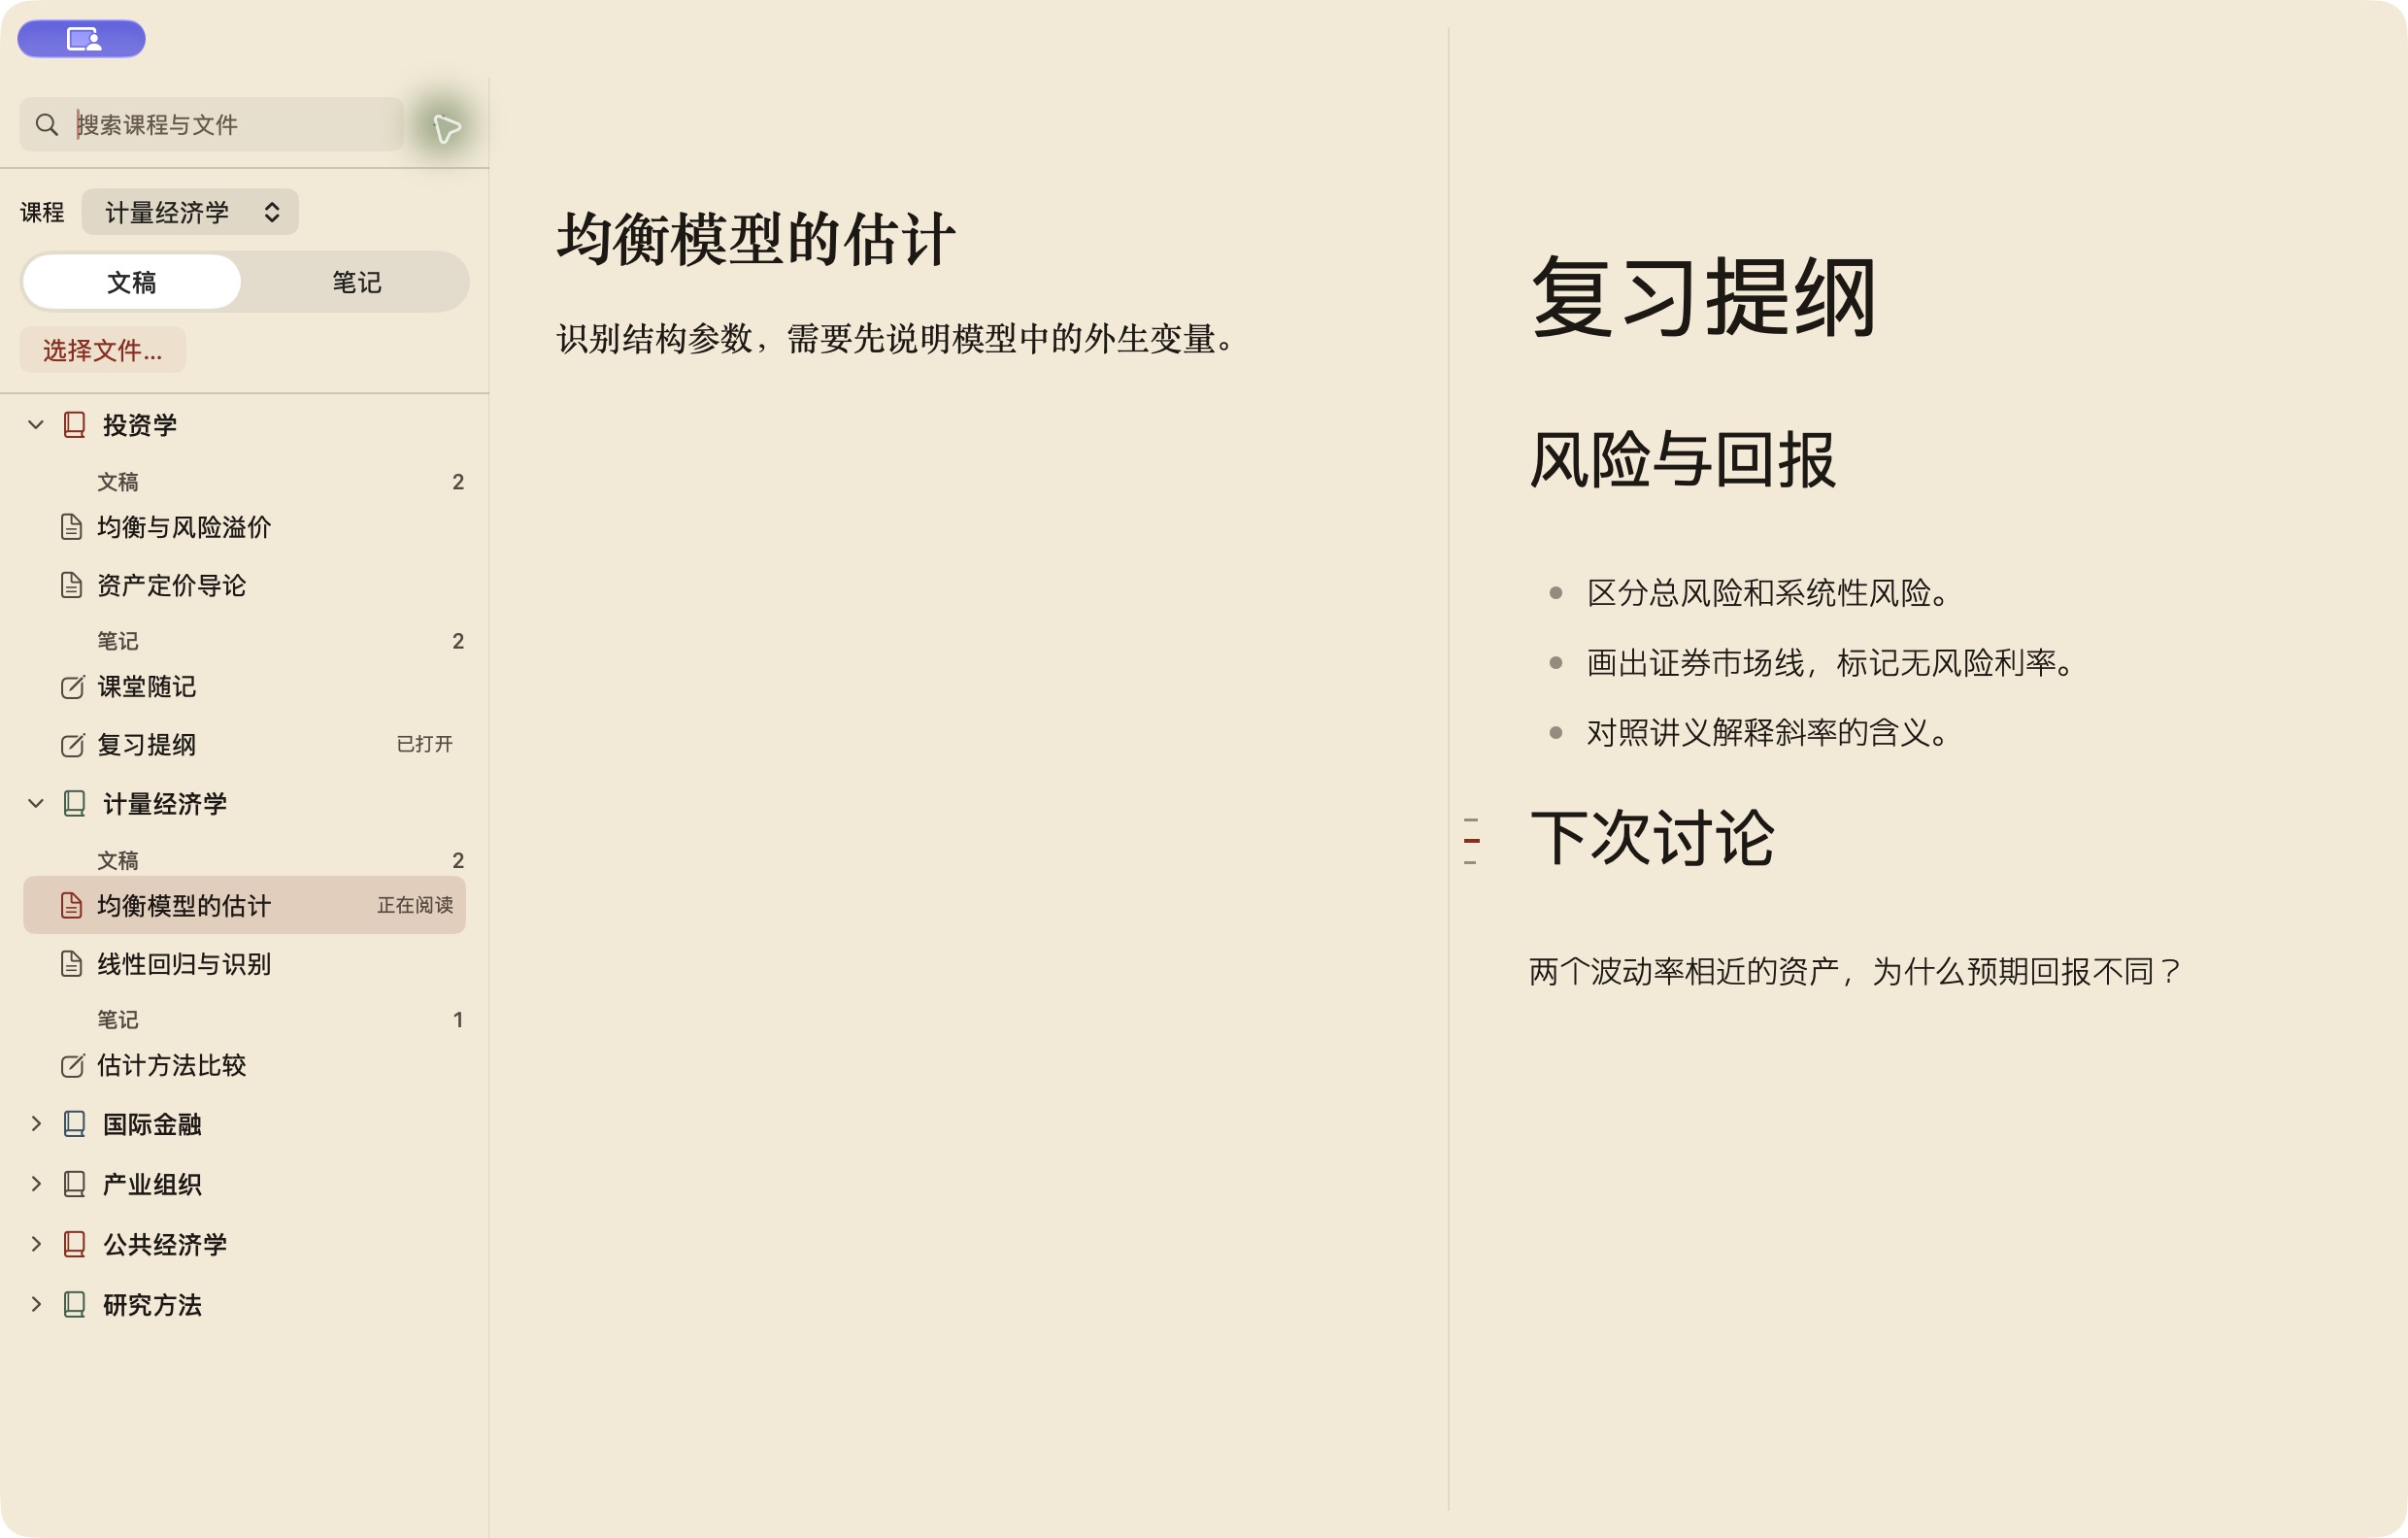 搜索课程与文件
课程 计量经济学
文稿 笔记
选择文件...
投资学
文稿 2
均衡与风险溢价
资产定价导论
笔记 2
课堂随记
复习提纲 已打开
计量经济学
文稿 2
均衡模型的估计 正在阅读
线性回归与识别
笔记 1
估计方法比较
国际金融
产业组织
公共经济学
研究方法
均衡模型的估计
识别结构参数，需要先说明模型中的外生变量。
复习提纲
风险与回报
区分总风险和系统性风险。
画出证券市场线，标记无风险利率。
对照讲义解释斜率的含义。
下次讨论
两个波动率相近的资产，为什么预期回报不同？